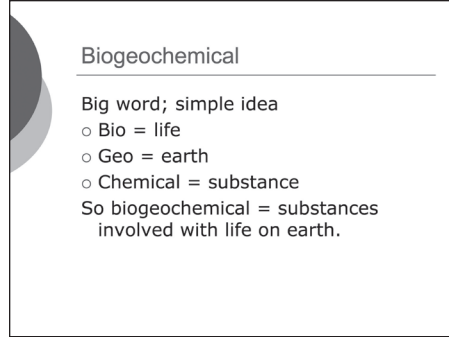 Biogeochemical
Big word; simple idea
○ Bio = life
○ Geo = earth
○ Chemical = substance
So biogeochemical = substances
involved with life on earth.